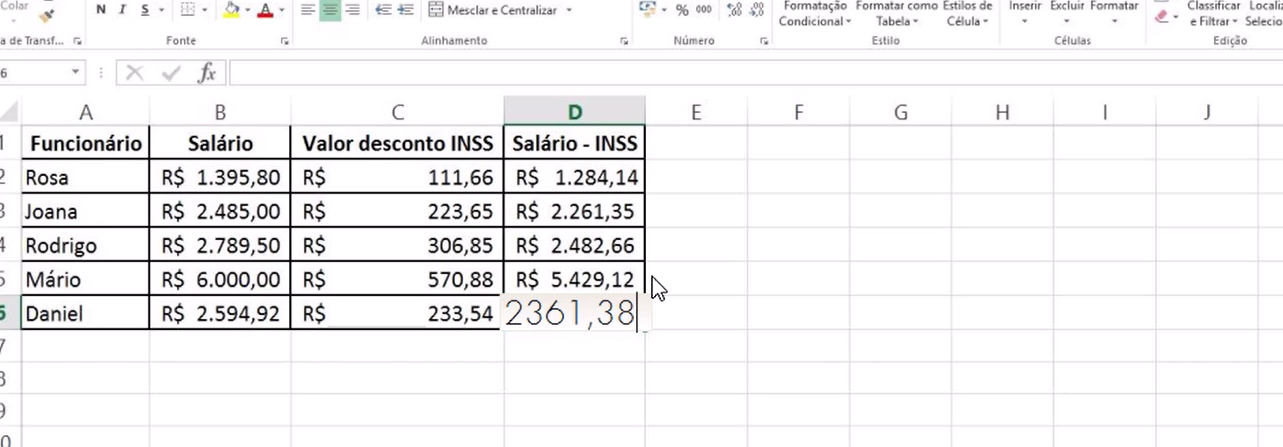 Colar
N I S
Mesclar e Centralizar
% 000
Formatação Condicional
Formatar como Tabela
Estilos de Célula
Inserir Excluir Formatar
Classificar e Filtrar
a de Transf...
Fonte
Alinhamento
Número
Estilo
Células
Edição
6
fx
A B C D E F G H I J
1 Funcionário Salário Valor desconto INSS Salário - INSS
2 Rosa R$ 1.395,80 R$ 111,66 R$ 1.284,14
3 Joana R$ 2.485,00 R$ 223,65 R$ 2.261,35
4 Rodrigo R$ 2.789,50 R$ 306,85 R$ 2.482,66
5 Mário R$ 6.000,00 R$ 570,88 R$ 5.429,12
6 Daniel R$ 2.594,92 R$ 233,54 2361,38
7
8
9